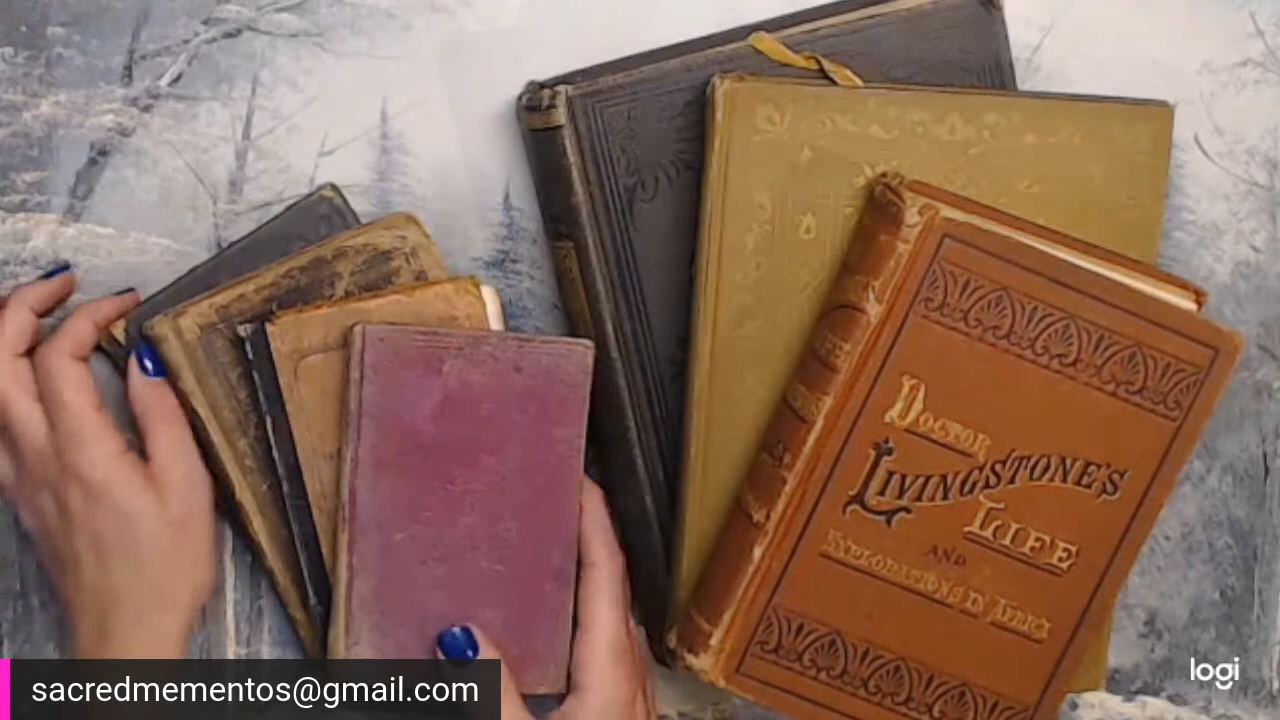 DOCTOR
LIVINGSTONE'S
LIFE
AND
EXPLORATIONS IN AFRICA
logi
sacredmementos@gmail.com